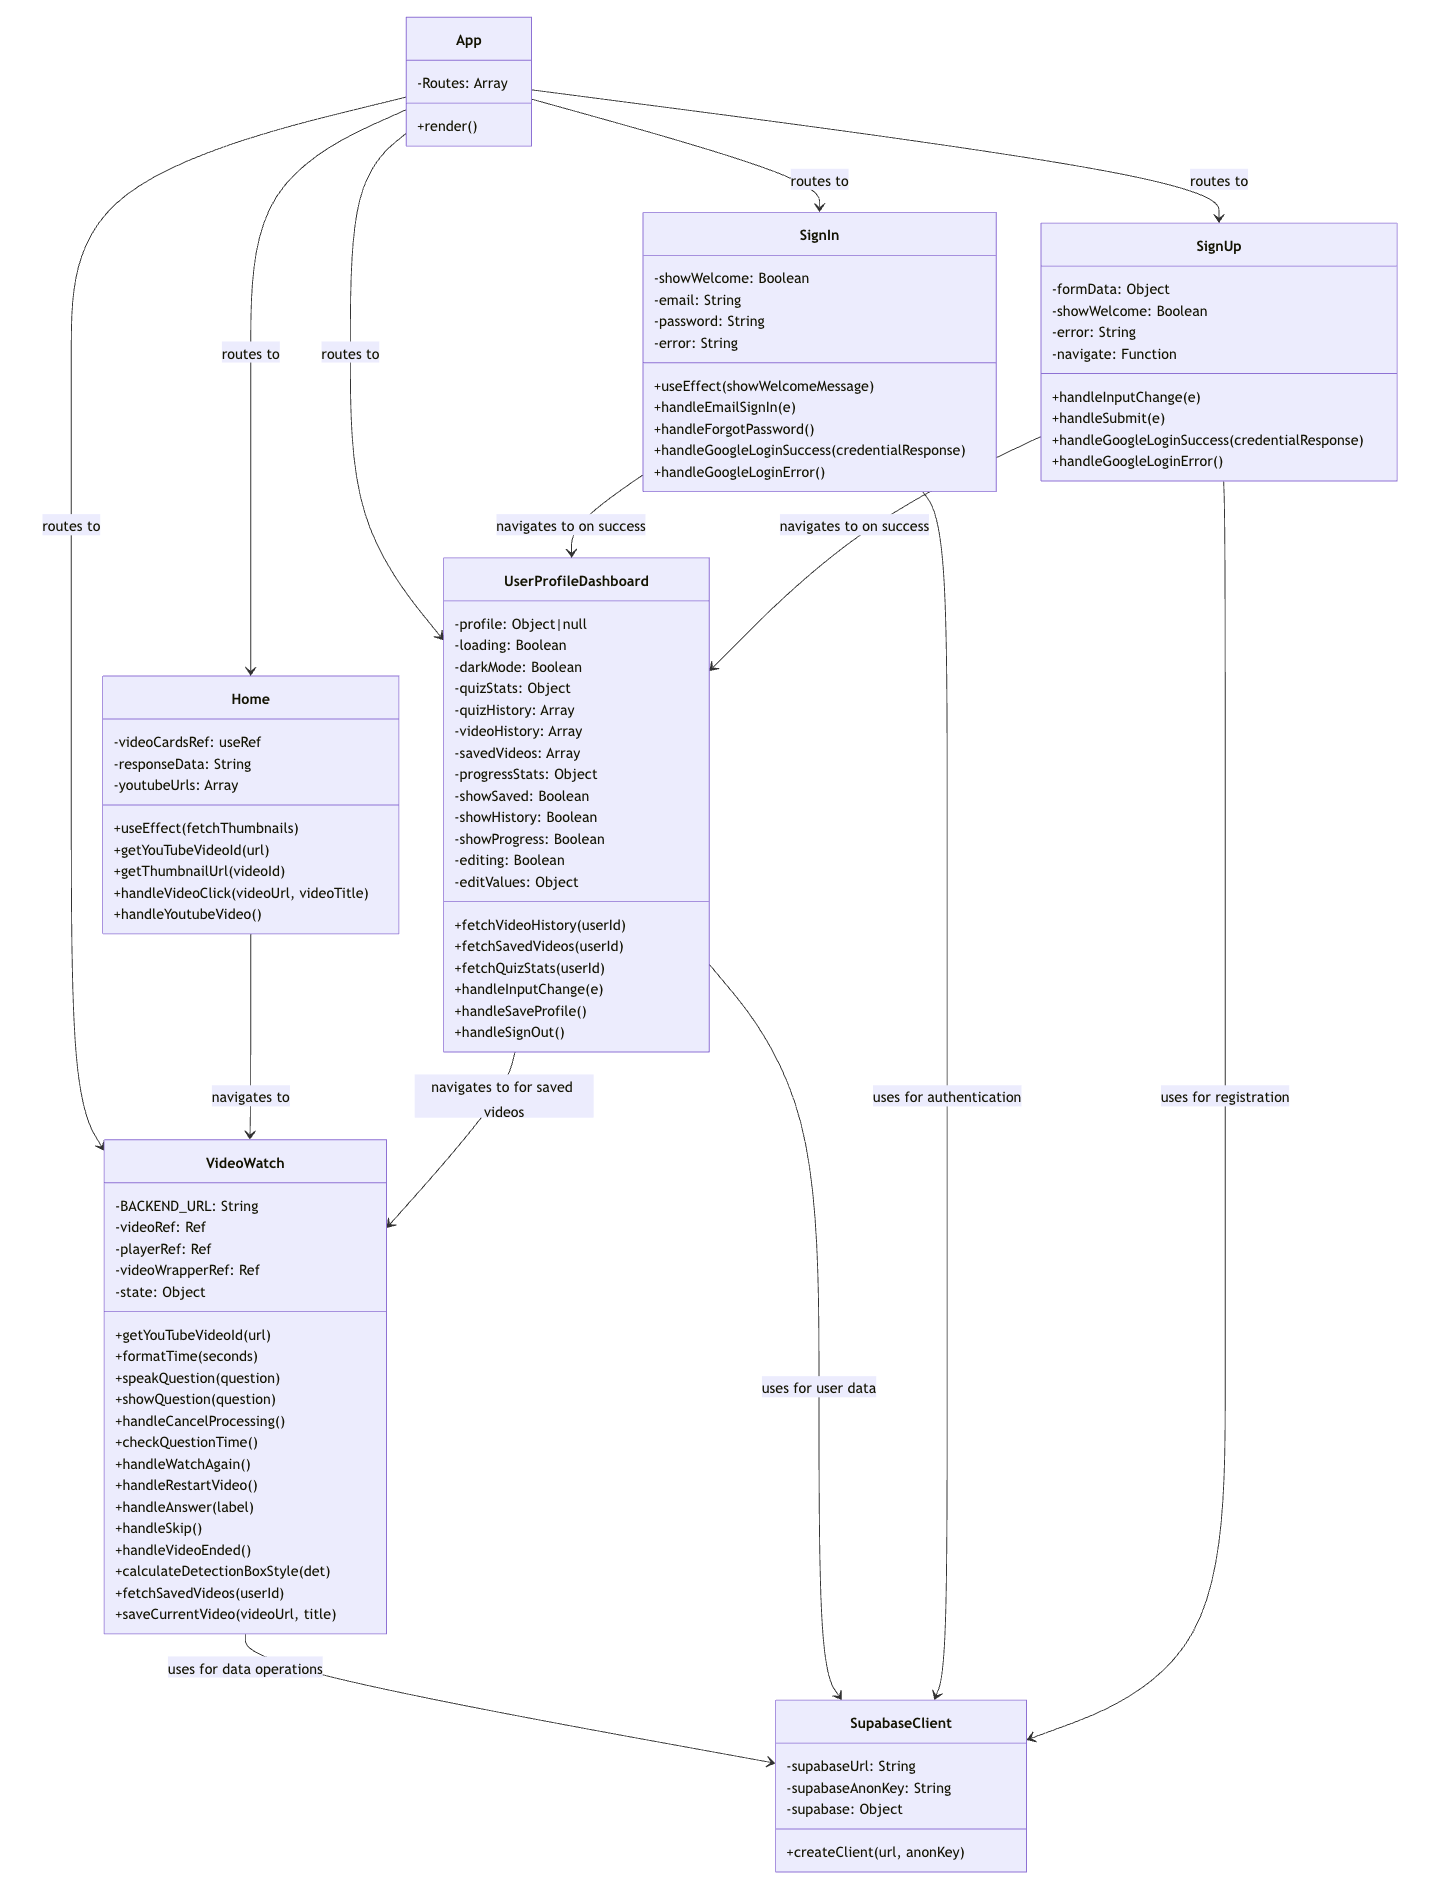 App
-Routes: Array
+render()
routes to
routes to
SignIn
-showWelcome: Boolean
-email: String
-password: String
-error: String
+useEffect(showWelcomeMessage)
+handleEmailSignIn(e)
+handleForgotPassword()
+handleGoogleLoginSuccess(credentialResponse)
+handleGoogleLoginError()
SignUp
-formData: Object
-showWelcome: Boolean
-error: String
-navigate: Function
+handleInputChange(e)
+handleSubmit(e)
+handleGoogleLoginSuccess(credentialResponse)
+handleGoogleLoginError()
routes to
routes to
routes to
navigates to on success
navigates to on success
UserProfileDashboard
-profile: Object|null
-loading: Boolean
-darkMode: Boolean
-quizStats: Object
-quizHistory: Array
-videoHistory: Array
-savedVideos: Array
-progressStats: Object
-showSaved: Boolean
-showHistory: Boolean
-showProgress: Boolean
-editing: Boolean
-editValues: Object
+fetchVideoHistory(userId)
+fetchSavedVideos(userId)
+fetchQuizStats(userId)
+handleInputChange(e)
+handleSaveProfile()
+handleSignOut()
Home
-videoCardsRef: useRef
-responseData: String
-youtubeUrls: Array
+useEffect(fetchThumbnails)
+getYouTubeVideoId(url)
+getThumbnailUrl(videoId)
+handleVideoClick(videoUrl, videoTitle)
+handleYoutubeVideo()
navigates to
navigates to for saved
videos
uses for authentication
uses for registration
VideoWatch
-BACKEND_URL: String
-videoRef: Ref
-playerRef: Ref
-videoWrapperRef: Ref
-state: Object
+getYouTubeVideoId(url)
+formatTime(seconds)
+speakQuestion(question)
+showQuestion(question)
+handleCancelProcessing()
+checkQuestionTime()
+handleWatchAgain()
+handleRestartVideo()
+handleAnswer(label)
+handleSkip()
+handleVideoEnded()
+calculateDetectionBoxStyle(det)
+fetchSavedVideos(userId)
+saveCurrentVideo(videoUrl, title)
uses for user data
uses for data operations
SupabaseClient
-supabaseUrl: String
-supabaseAnonKey: String
-supabase: Object
+createClient(url, anonKey)